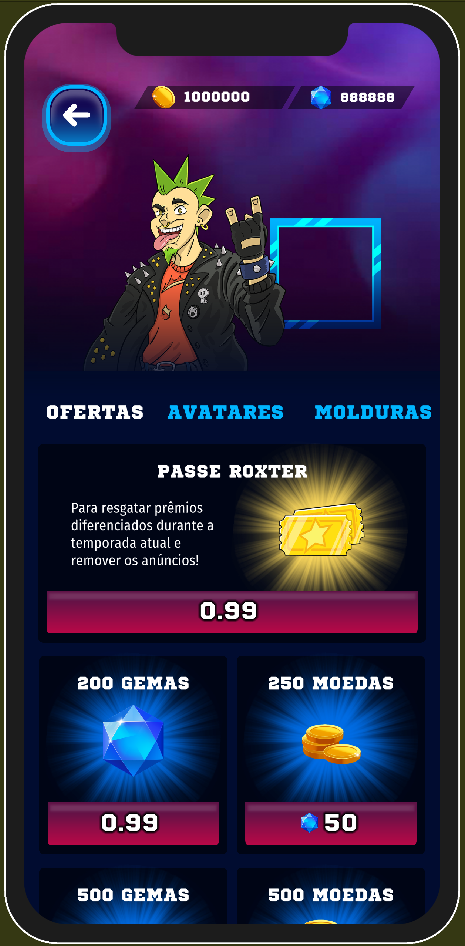 1000000
888888
OFERTAS AVATARES MOLDURAS
PASSE ROXTER
Para resgatar prêmios
diferenciados durante a
temporada atual e
remover os anúncios!
0.99
200 GEMAS
250 MOEDAS
0.99
50
500 GEMAS
500 MOEDAS